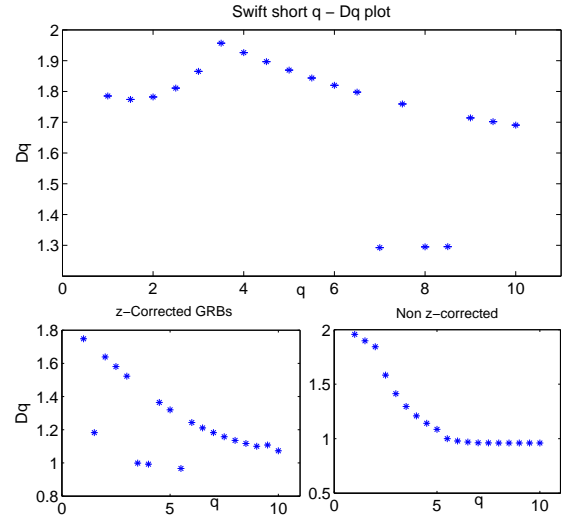 Swift short q – Dq plot
2
1.9
1.8
1.7
1.6
1.5
1.4
1.3
Dq
0 2 4 6 8 10
q
z-Corrected GRBs
1.8
1.6
1.4
1.2
1
0.8
Dq
0 5 10
q
Non z-corrected
2
1.5
1
0.5
0 5 10
q